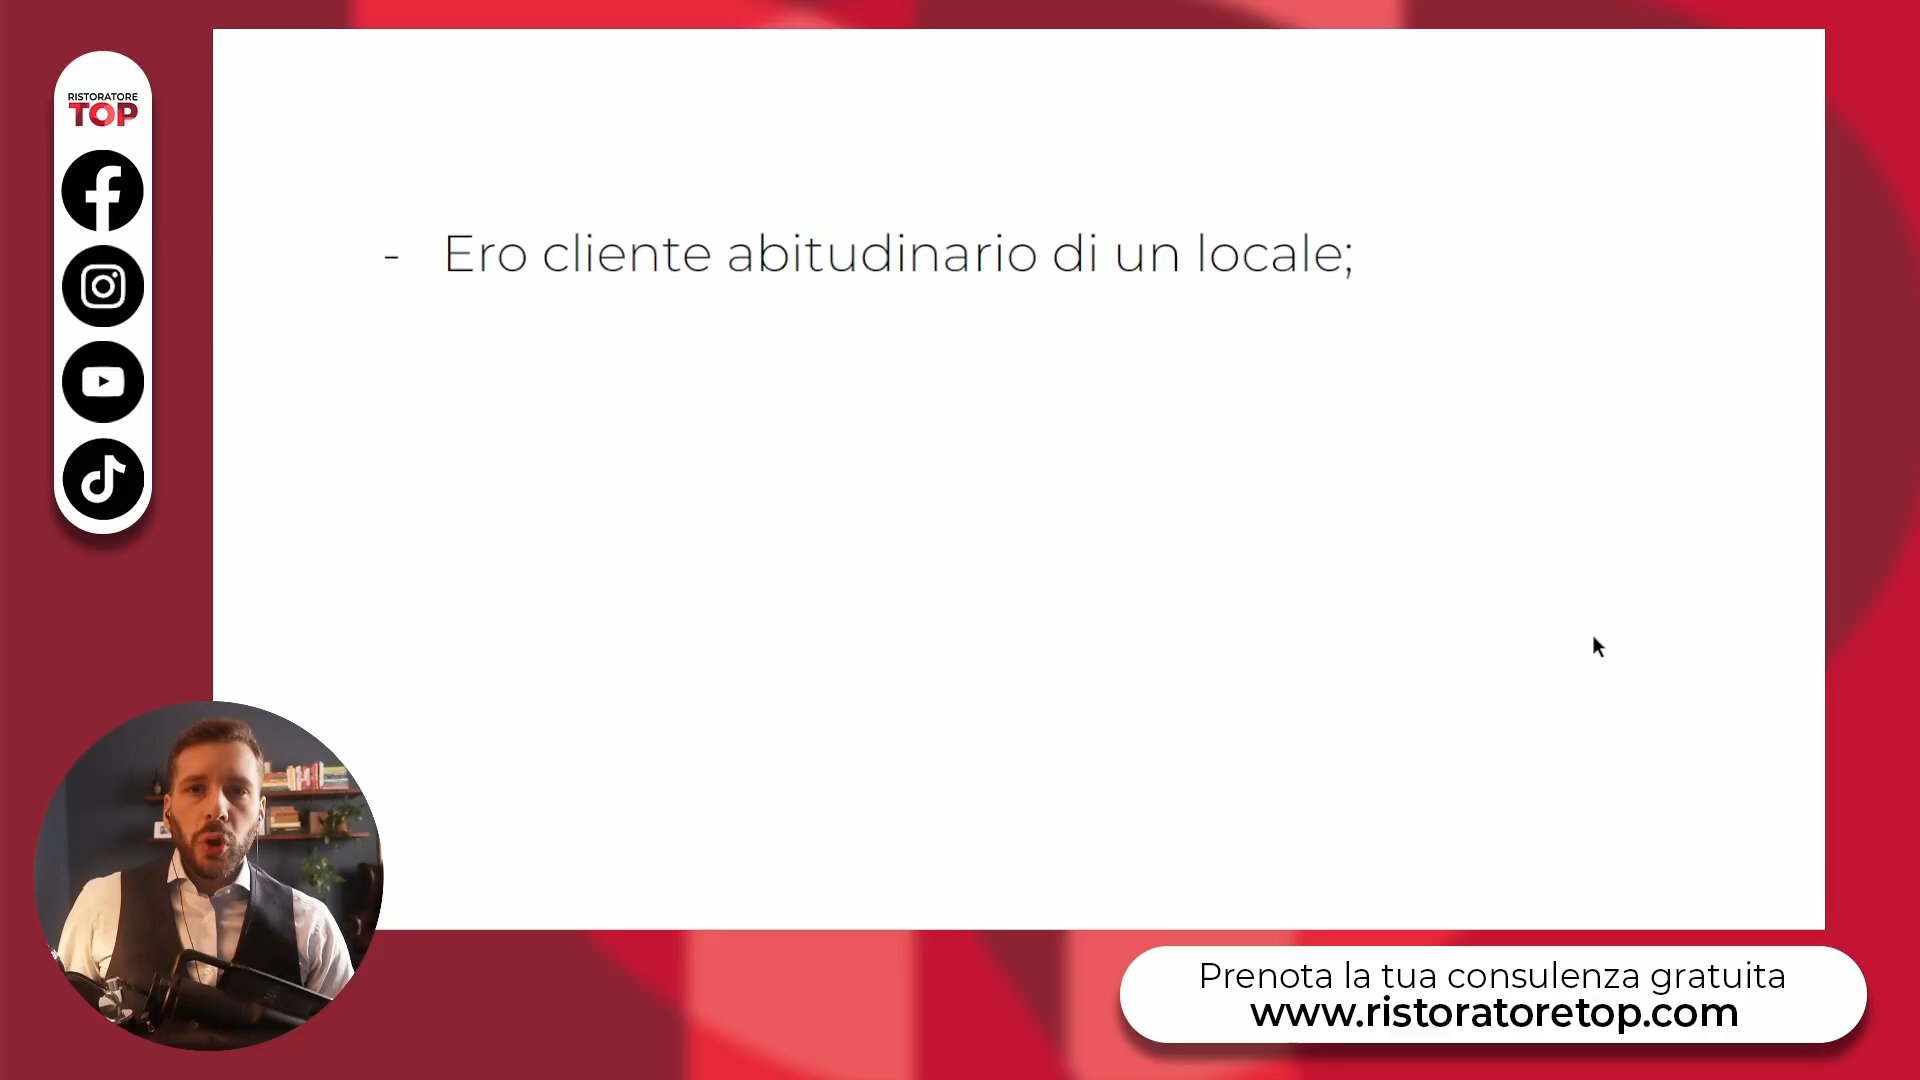 RISTORATORE
TOP
- Ero cliente abitudinario di un locale;
Prenota la tua consulenza gratuita
www.ristoratoretop.com